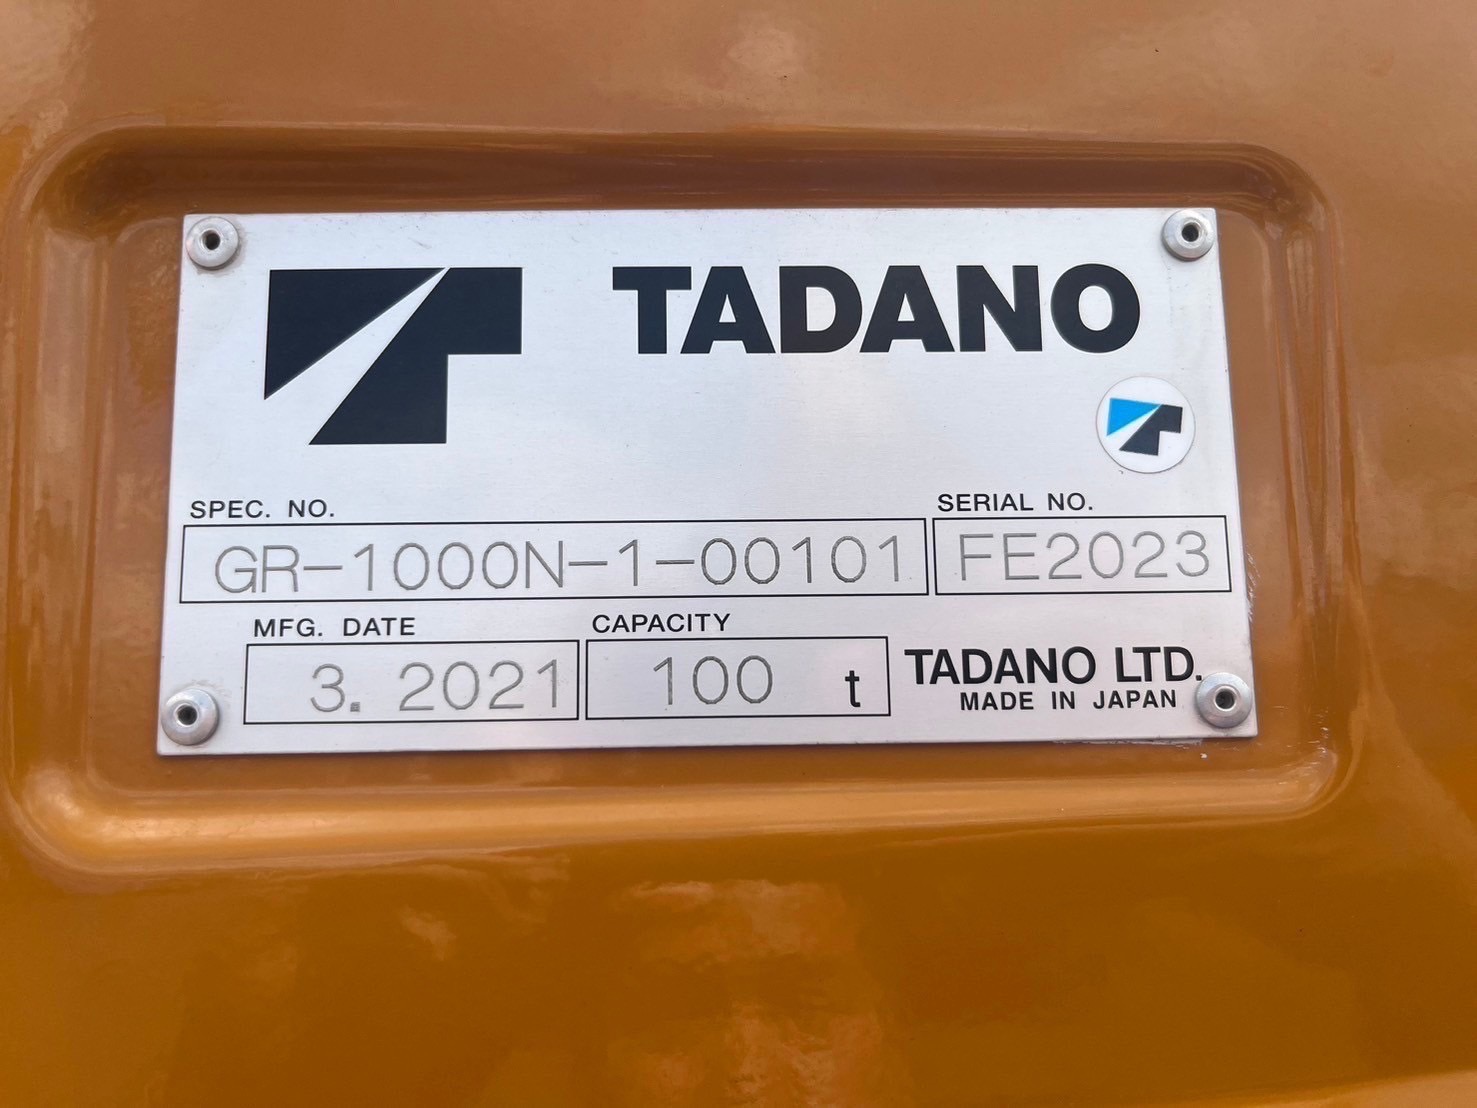 TADANO
SPEC. NO.
SERIAL NO.
GR-1000N-1-00101
FE2023
MFG. DATE
CAPACITY
3. 2021
100 t
TADANO LTD.
MADE IN JAPAN